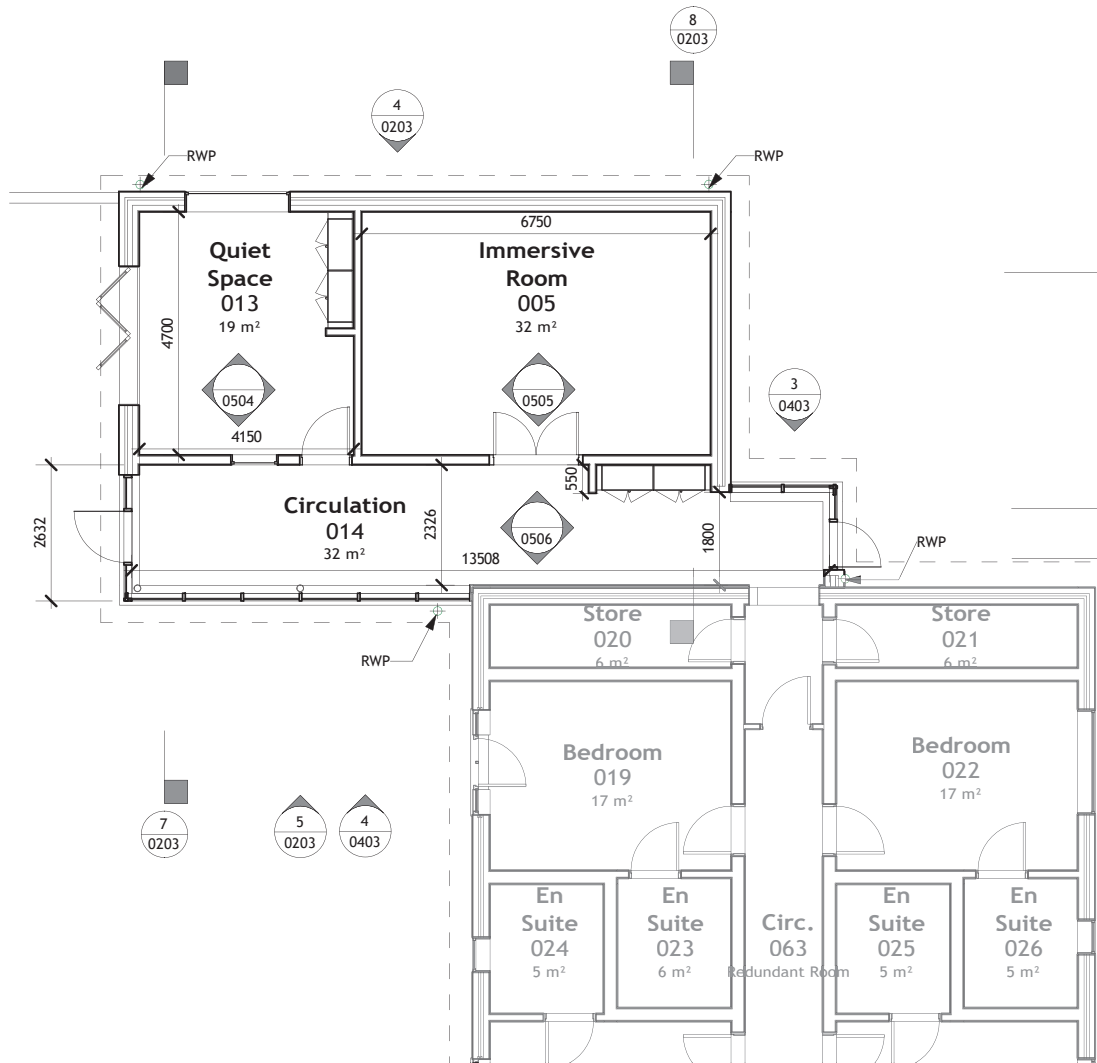 8
0203
4
0203
RWP
RWP
6750
Quiet
Space
013
19 m²
Immersive
Room
005
32 m²
4700
0504
0505
3
0403
4150
2632
Circulation
014
32 m²
2326
550
0506
1800
13508
RWP
RWP
Store
020
6 m²
Store
021
6 m²
Bedroom
019
17 m²
Bedroom
022
17 m²
7
0203
5
0203
4
0403
En
Suite
024
5 m²
En
Suite
023
6 m²
Circ.
063
Redundant Room
En
Suite
025
5 m²
En
Suite
026
5 m²